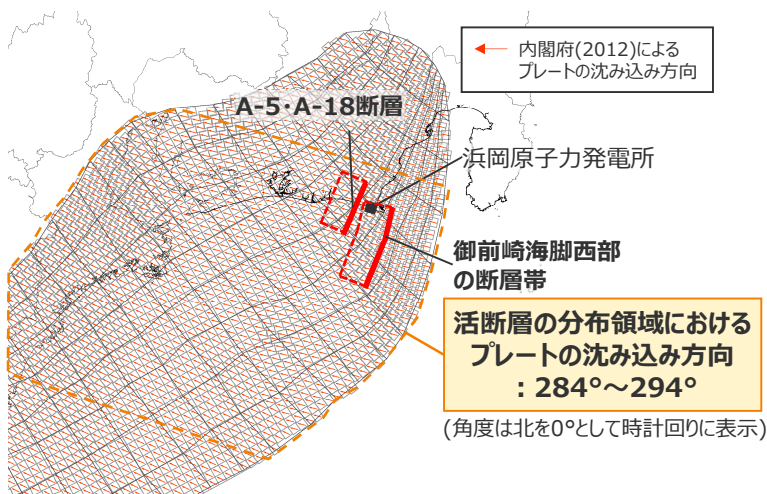 内閣府(2012)による
プレートの沈み込み方向
A-5・A-18断層
浜岡原子力発電所
御前崎海脚西部
の断層帯
活断層の分布領域における
プレートの沈み込み方向
：284°～294°
(角度は北を0°として時計回りに表示)